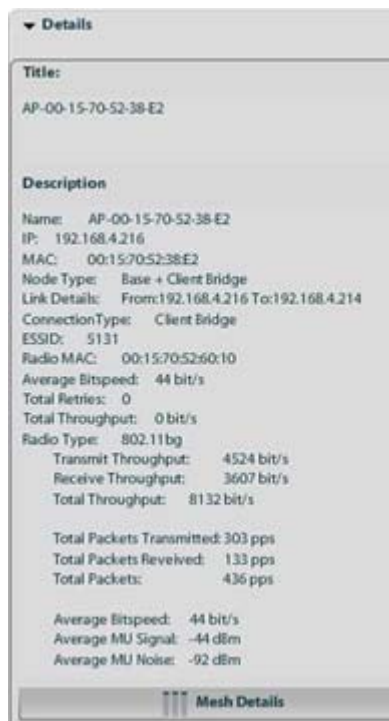 Details
Title:
AP-00-15-70-52-38-E2
Description
Name: AP-00-15-70-52-38-E2
IP: 192.168.4.216
MAC: 00:15:70:52:38:E2
Node Type: Base + Client Bridge
Link Details: From:192.168.4.216 To:192.168.4.214
ConnectionType: Client Bridge
ESSID: 5131
Radio MAC: 00:15:70:52:60:10
Average Bitspeed: 44 bit/s
Total Retries: 0
Total Throughput: 0 bit/s
Radio Type: 802.11bg
Transmit Throughput: 4524 bit/s
Receive Throughput: 3607 bit/s
Total Throughput: 8132 bit/s
Total Packets Transmitted: 303 pps
Total Packets Reveived: 133 pps
Total Packets: 436 pps
Average Bitspeed: 44 bit/s
Average MU Signal: -44 dBm
Average MU Noise: -92 dBm
Mesh Details